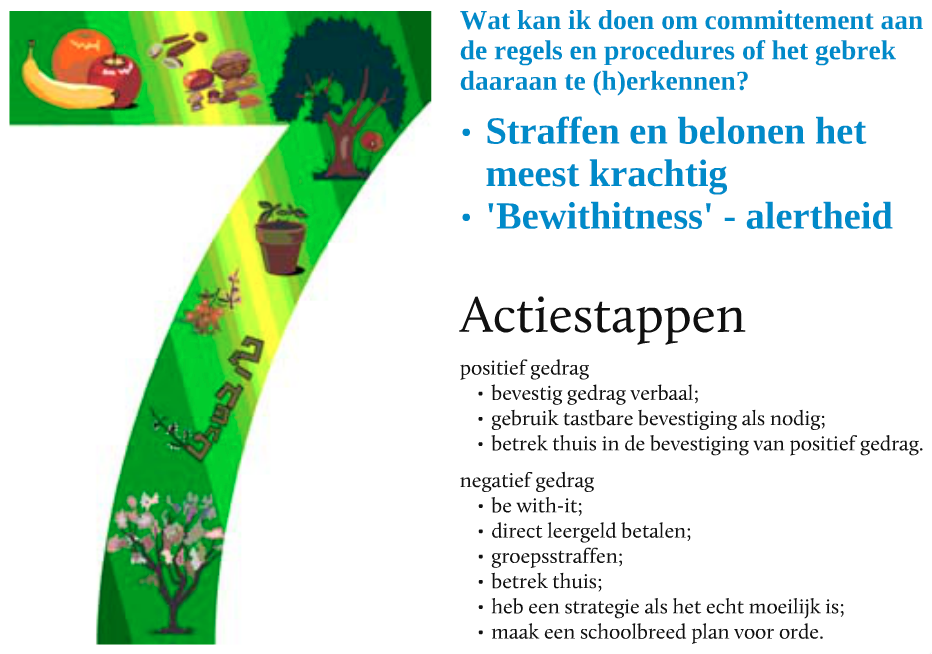 7
Wat kan ik doen om committement aan
de regels en procedures of het gebrek
daaraan te (h)erkennen?
• Straffen en belonen het
meest krachtig
• 'Bewithitness' - alertheid
Actiestappen
positief gedrag
• bevestig gedrag verbaal;
• gebruik tastbare bevestiging als nodig;
• betrek thuis in de bevestiging van positief gedrag.
negatief gedrag
• be with-it;
• direct leergeld betalen;
• groepsstraffen;
• betrek thuis;
• heb een strategie als het echt moeilijk is;
• maak een schoolbreed plan voor orde.